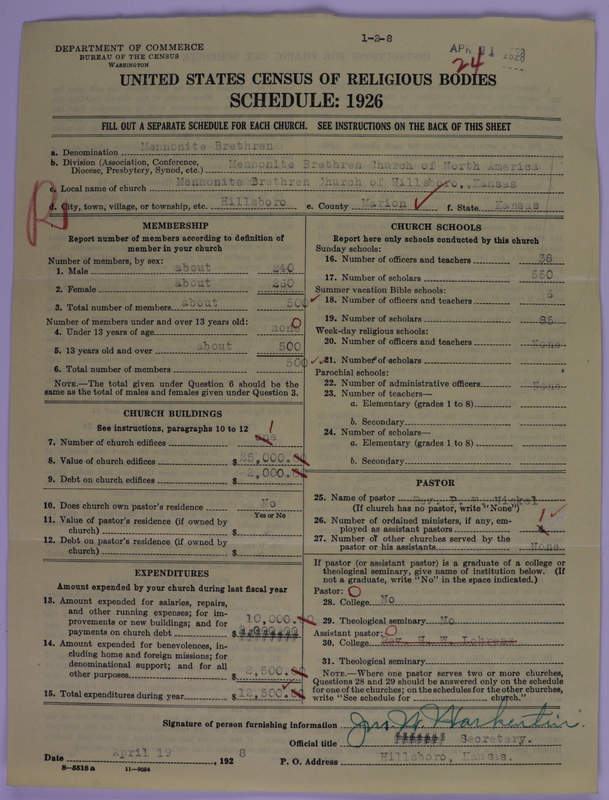 1-2-8
APR 21 1928
24
DEPARTMENT OF COMMERCE
BUREAU OF THE CENSUS
WASHINGTON
UNITED STATES CENSUS OF RELIGIOUS BODIES
SCHEDULE: 1926
FILL OUT A SEPARATE SCHEDULE FOR EACH CHURCH. SEE INSTRUCTIONS ON THE BACK OF THIS SHEET
a. Denomination Mennonite Brethren
b. Division (Association, Conference, Diocese, Presbytery, Synod, etc.) Mennonite Brethren Church of North America
c. Local name of church Mennonite Brethren Church of Hillsboro, Kansas
d. City, town, village, or township, etc. Hillsboro e. County Marion f. State Kansas
MEMBERSHIP
Report number of members according to definition of
member in your church
Number of members, by sex:
1. Male about 240
2. Female about 260
3. Total number of members about 500
Number of members under and over 13 years old:
4. Under 13 years of age none 0
5. 13 years old and over about 500
6. Total number of members 500
NOTE.—The total given under Question 6 should be the
same as the total of males and females given under Question 3.
CHURCH BUILDINGS
See instructions, paragraphs 10 to 12
7. Number of church edifices one 1
8. Value of church edifices $25,000.
9. Debt on church edifices $2,000.
10. Does church own pastor's residence? No
Yes or No
11. Value of pastor's residence (if owned by
church) $
12. Debt on pastor's residence (if owned by
church) $
EXPENDITURES
Amount expended by your church during last fiscal year
13. Amount expended for salaries, repairs,
and other running expenses; for im-
provements or new buildings; and for
payments on church debt $ 10,000.
14. Amount expended for benevolences, in-
cluding home and foreign missions; for
denominational support; and for all
other purposes $ 8,500.
15. Total expenditures during year $18,500.
CHURCH SCHOOLS
Report here only schools conducted by this church
Sunday schools:
16. Number of officers and teachers 38
17. Number of scholars 550
Summer vacation Bible schools:
18. Number of officers and teachers 6
19. Number of scholars 85
Week-day religious schools:
20. Number of officers and teachers None
21. Number of scholars
Parochial schools:
22. Number of administrative officers None
23. Number of teachers—
a. Elementary (grades 1 to 8)
b. Secondary
24. Number of scholars—
a. Elementary (grades 1 to 8)
b. Secondary
PASTOR
25. Name of pastor Rev. P. E. Nickel
(If church has no pastor, write "None")
26. Number of ordained ministers, if any, em-
ployed as assistant pastors 1
27. Number of other churches served by the
pastor or his assistants None
If pastor (or assistant pastor) is a graduate of a college or
theological seminary, give name of institution below. (If
not a graduate, write "No" in the space indicated.)
Pastor: 0
28. College No
29. Theological seminary No
Assistant pastor: 0
30. College Rev. H. W. Lohrenz
31. Theological seminary
NOTE.—Where one pastor serves two or more churches,
Questions 28 and 29 should be answered only on the schedule
for one of the churches; on the schedules for the other churches,
write "See schedule for church."
Signature of person furnishing information
Official title Secretary.
Date April 19, 1928 P. O. Address Hillsboro, Kansas.
8-5518 a 11-9054